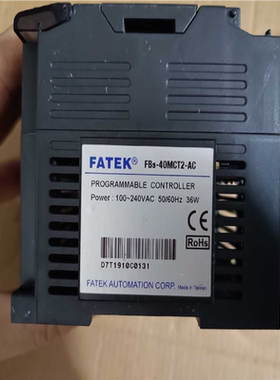 FATEK® FBs-40MCT2-AC
PROGRAMMABLE CONTROLLER
Power: 100~240VAC 50/60Hz 36W
CE
RoHs
D7T1910C0131
FATEK AUTOMATION CORP. Made in Taiwan